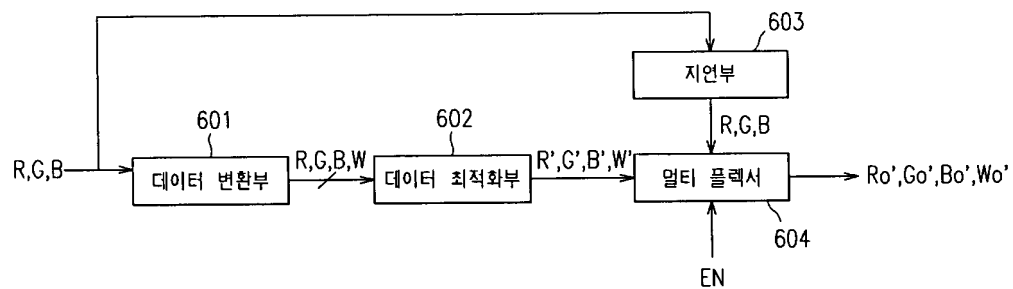 603
지연부
R,G,B
601
602
R,G,B
데이터 변환부
R,G,B,W
데이터 최적화부
R',G',B',W'
멀티 플렉서
Ro',Go',Bo',Wo'
604
EN